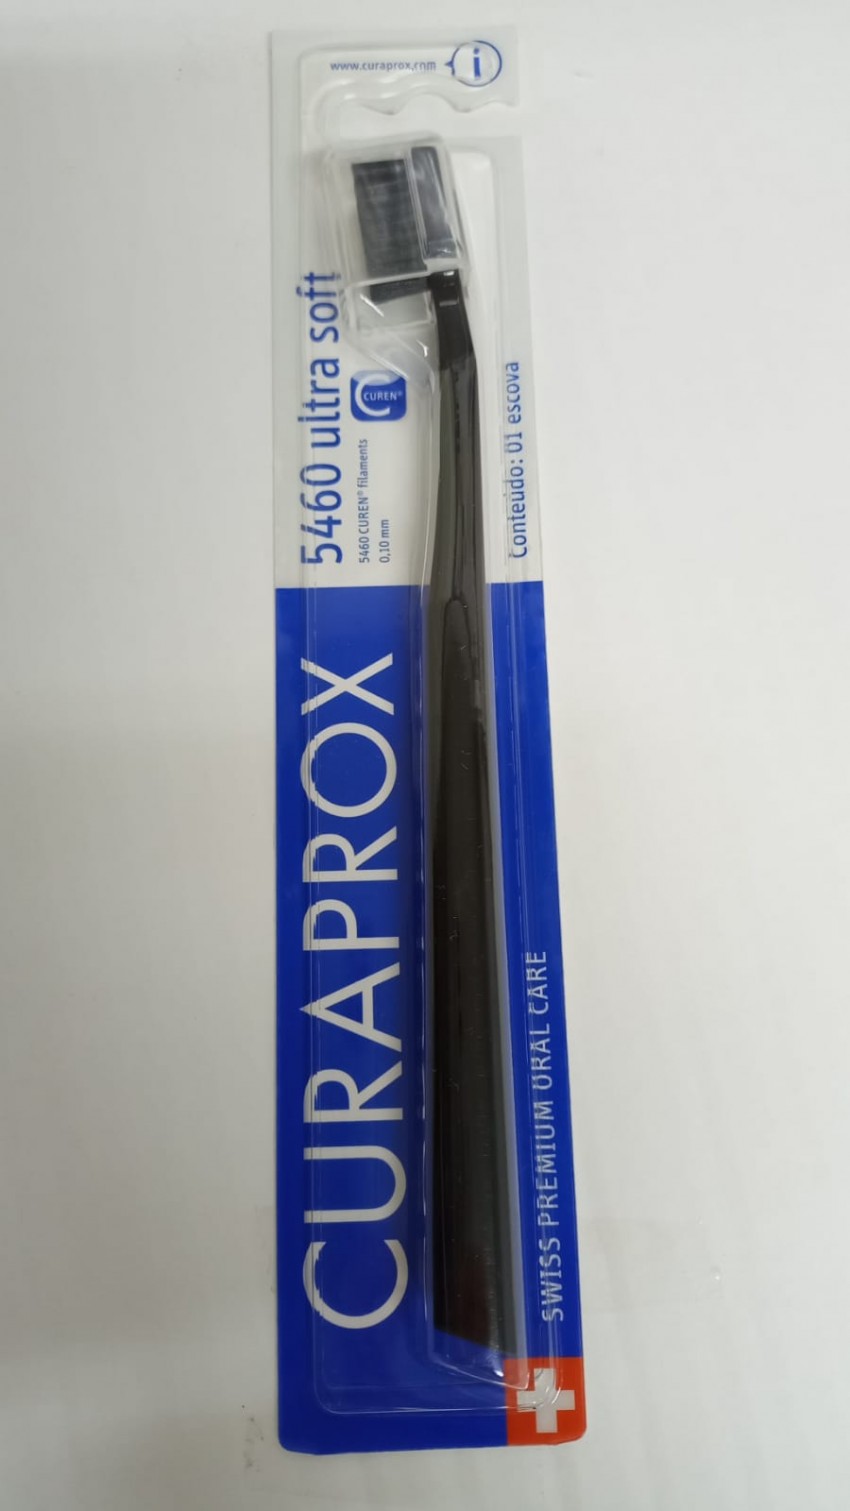 www.curaprox.com
i
5460 ultra soft
CUREN®
5460 CUREN® filaments
0,10 mm
Conteúdo: 01 escova
CURAPROX
SWISS PREMIUM ORAL CARE